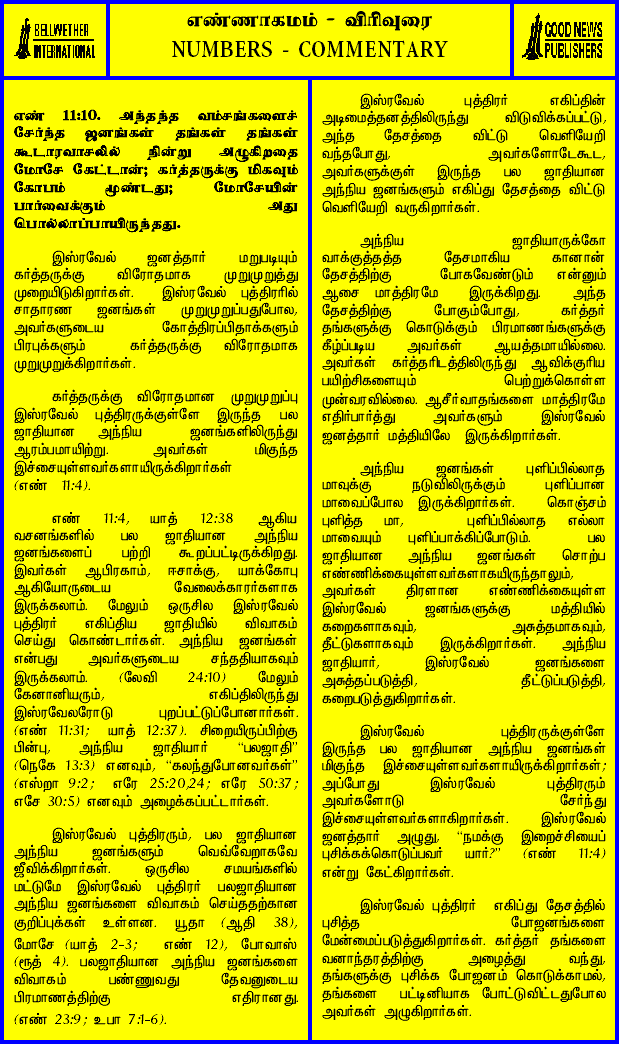 BELLWETHER
INTERNATIONAL
எண்ணாகமம் - விரிவுரை
NUMBERS - COMMENTARY
GOOD NEWS
PUBLISHERS
எண் 11:10. அந்தந்த வம்சங்களைச்
சேர்ந்த ஜனங்கள் தங்கள் தங்கள்
கூடாரவாசலில் நின்று அழுகிறதை
மோசே கேட்டான்; கர்த்தருக்கு மிகவும்
கோபம் மூண்டது; மோசேயின்
பார்வைக்கும் அது
பொல்லாப்பாயிருந்தது.
இஸ்ரவேல் ஜனத்தார் மறுபடியும்
கர்த்தருக்கு விரோதமாக முறுமுறுத்து
முறையிடுகிறார்கள். இஸ்ரவேல் புத்திரரில்
சாதாரண ஜனங்கள் முறுமுறுப்பதுபோல,
அவர்களுடைய கோத்திரப்பிதாக்களும்
பிரபுக்களும் கர்த்தருக்கு விரோதமாக
முறுமுறுக்கிறார்கள்.
கர்த்தருக்கு விரோதமான முறுமுறுப்பு
இஸ்ரவேல் புத்திரருக்குள்ளே இருந்த பல
ஜாதியான அந்நிய ஜனங்களிலிருந்து
ஆரம்பமாயிற்று. அவர்கள் மிகுந்த
இச்சையுள்ளவர்களாயிருக்கிறார்கள்
(எண் 11:4).
எண் 11:4, யாத் 12:38 ஆகிய
வசனங்களில் பல ஜாதியான அந்நிய
ஜனங்களைப் பற்றி கூறப்பட்டிருக்கிறது.
இவர்கள் ஆபிரகாம், ஈசாக்கு, யாக்கோபு
ஆகியோருடைய வேலைக்காரர்களாக
இருக்கலாம். மேலும் ஒருசில இஸ்ரவேல்
புத்திரர் எகிப்திய ஜாதியில் விவாகம்
செய்து கொண்டார்கள். அந்நிய ஜனங்கள்
என்பது அவர்களுடைய சந்ததியாகவும்
இருக்கலாம். (லேவி 24:10) மேலும்
கேனானியரும், எகிப்திலிருந்து
இஸ்ரவேலரோடு புறப்பட்டுப்போனார்கள்.
(எண் 11:31; யாத் 12:37). சிறையிருப்பிற்கு
பின்பு, அந்நிய ஜாதியார் "பலஜாதி"
(நெகே 13:3) எனவும், "கலந்துபோனவர்கள்"
(எஸ்றா 9:2; எரே 25:20,24; எரே 50:37;
எசே 30:5) எனவும் அழைக்கப்பட்டார்கள்.
இஸ்ரவேல் புத்திரரும், பல ஜாதியான
அந்நிய ஜனங்களும் வெவ்வேறாகவே
ஜீவிக்கிறார்கள். ஒருசில சமயங்களில்
மட்டுமே இஸ்ரவேல் புத்திரர் பலஜாதியான
அந்நிய ஜனங்களை விவாகம் செய்ததற்கான
குறிப்புக்கள் உள்ளன. யூதா (ஆதி 38),
மோசே (யாத் 2-3; எண் 12), போவாஸ்
(ரூத் 4). பலஜாதியான அந்நிய ஜனங்களை
விவாகம் பண்ணுவது தேவனுடைய
பிரமாணத்திற்கு எதிரானது.
(எண் 23:9; உபா 7:1-6).
இஸ்ரவேல் புத்திரர் எகிப்தின்
அடிமைத்தனத்திலிருந்து விடுவிக்கப்பட்டு,
அந்த தேசத்தை விட்டு வெளியேறி
வந்தபோது, அவர்களோடேகூட,
அவர்களுக்குள் இருந்த பல ஜாதியான
அந்நிய ஜனங்களும் எகிப்து தேசத்தை விட்டு
வெளியேறி வருகிறார்கள்.
அந்நிய ஜாதியாருக்கோ
வாக்குத்தத்த தேசமாகிய கானான்
தேசத்திற்கு போகவேண்டும் என்னும்
ஆசை மாத்திரமே இருக்கிறது. அந்த
தேசத்திற்கு போகும்போது, கர்த்தர்
தங்களுக்கு கொடுக்கும் பிரமாணங்களுக்கு
கீழ்ப்படிய அவர்கள் ஆயத்தமாயில்லை.
அவர்கள் கர்த்தரிடத்திலிருந்து ஆவிக்குரிய
பயிற்சிகளையும் பெற்றுக்கொள்ள
முன்வரவில்லை. ஆசீர்வாதங்களை மாத்திரமே
எதிர்பார்த்து அவர்களும் இஸ்ரவேல்
ஜனத்தார் மத்தியிலே இருக்கிறார்கள்.
அந்நிய ஜனங்கள் புளிப்பில்லாத
மாவுக்கு நடுவிலிருக்கும் புளிப்பான
மாவைப்போல இருக்கிறார்கள். கொஞ்சம்
புளித்த மா, புளிப்பில்லாத எல்லா
மாவையும் புளிப்பாக்கிப்போடும். பல
ஜாதியான அந்நிய ஜனங்கள் சொற்ப
எண்ணிக்கையுள்ளவர்களாகயிருந்தாலும்,
அவர்கள் திரளான எண்ணிக்கையுள்ள
இஸ்ரவேல் ஜனங்களுக்கு மத்தியில்
கறைகளாகவும், அசுத்தமாகவும்,
தீட்டுகளாகவும் இருக்கிறார்கள். அந்நிய
ஜாதியார், இஸ்ரவேல் ஜனங்களை
அசுத்தப்படுத்தி, தீட்டுப்படுத்தி,
கறைபடுத்துகிறார்கள்.
இஸ்ரவேல் புத்திரருக்குள்ளே
இருந்த பல ஜாதியான அந்நிய ஜனங்கள்
மிகுந்த இச்சையுள்ளவர்களாயிருக்கிறார்கள்;
அப்போது இஸ்ரவேல் புத்திரரும்
அவர்களோடு சேர்ந்து
இச்சையுள்ளவர்களாகிறார்கள். இஸ்ரவேல்
ஜனத்தார் அழுது, "நமக்கு இறைச்சியைப்
புசிக்கக்கொடுப்பவர் யார்?" (எண் 11:4)
என்று கேட்கிறார்கள்.
இஸ்ரவேல் புத்திரர் எகிப்து தேசத்தில்
புசித்த போஜனங்களை
மேன்மைப்படுத்துகிறார்கள். கர்த்தர் தங்களை
வனாந்தரத்திற்கு அழைத்து வந்து,
தங்களுக்கு புசிக்க போஜனம் கொடுக்காமல்,
தங்களை பட்டினியாக போட்டுவிட்டதுபோல
அவர்கள் அழுகிறார்கள்.